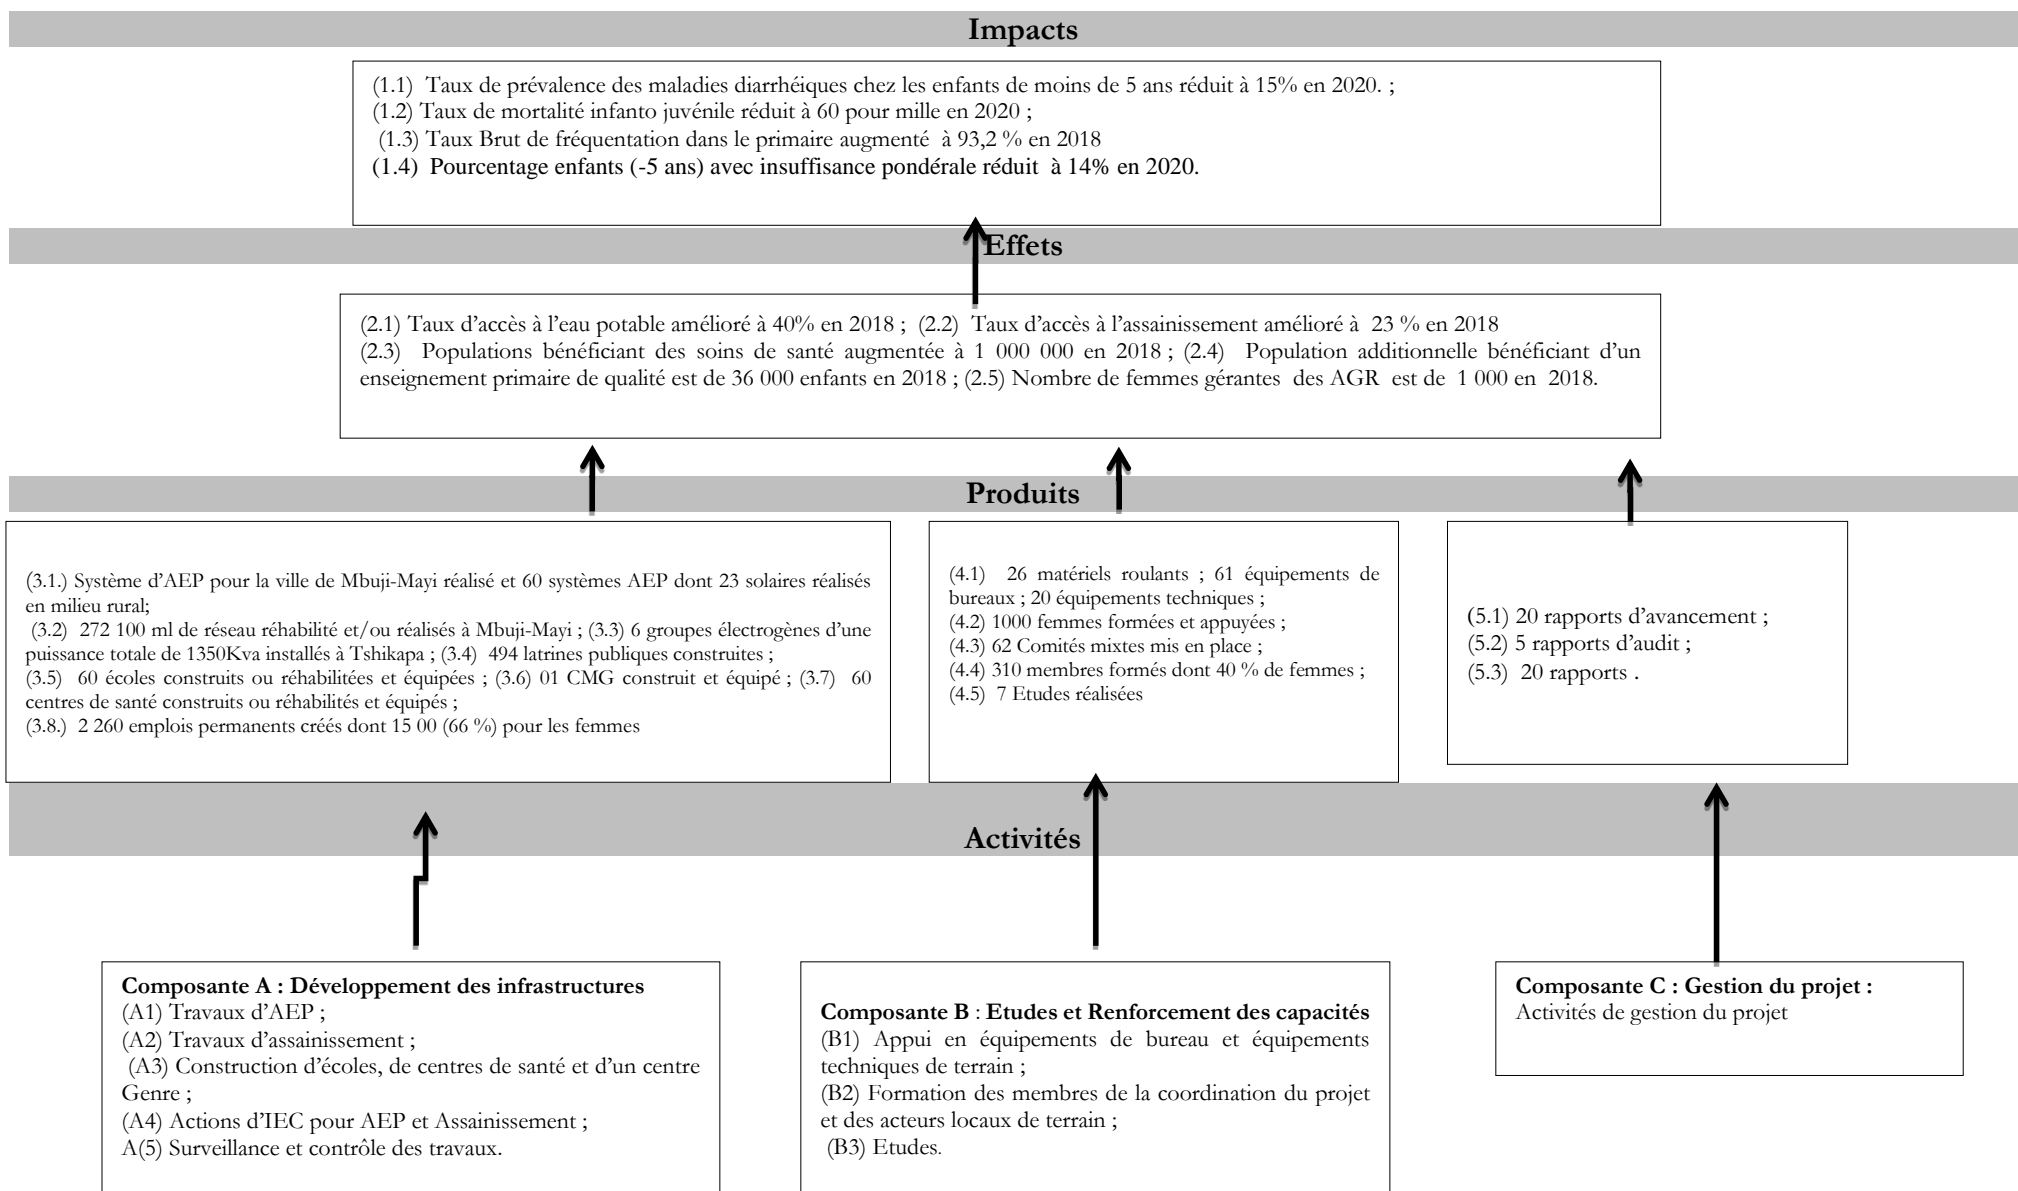 Impacts
(1.1) Taux de prévalence des maladies diarrhéiques chez les enfants de moins de 5 ans réduit à 15% en 2020. ;
(1.2) Taux de mortalité infanto juvénile réduit à 60 pour mille en 2020 ;
(1.3) Taux Brut de fréquentation dans le primaire augmenté à 93,2 % en 2018
(1.4) Pourcentage enfants (-5 ans) avec insuffisance pondérale réduit à 14% en 2020.
Effets
(2.1) Taux d'accès à l'eau potable amélioré à 40% en 2018 ; (2.2) Taux d'accès à l'assainissement amélioré à 23 % en 2018
(2.3) Populations bénéficiant des soins de santé augmentée à 1 000 000 en 2018 ; (2.4) Population additionnelle bénéficiant d'un
enseignement primaire de qualité est de 36 000 enfants en 2018 ; (2.5) Nombre de femmes gérantes des AGR est de 1 000 en 2018.
Produits
(3.1.) Système d'AEP pour la ville de Mbuji-Mayi réalisé et 60 systèmes AEP dont 23 solaires réalisés
en milieu rural;
(3.2) 272 100 ml de réseau réhabilité et/ou réalisés à Mbuji-Mayi ; (3.3) 6 groupes électrogènes d'une
puissance totale de 1350Kva installés à Tshikapa ; (3.4) 494 latrines publiques construites ;
(3.5) 60 écoles construits ou réhabilitées et équipées ; (3.6) 01 CMG construit et équipé ; (3.7) 60
centres de santé construits ou réhabilités et équipés ;
(3.8.) 2 260 emplois permanents créés dont 15 00 (66 %) pour les femmes
(4.1) 26 matériels roulants ; 61 équipements de
bureaux ; 20 équipements techniques ;
(4.2) 1000 femmes formées et appuyées ;
(4.3) 62 Comités mixtes mis en place ;
(4.4) 310 membres formés dont 40 % de femmes ;
(4.5) 7 Etudes réalisées
(5.1) 20 rapports d'avancement ;
(5.2) 5 rapports d'audit ;
(5.3) 20 rapports .
Activités
Composante A : Développement des infrastructures
(A1) Travaux d'AEP ;
(A2) Travaux d'assainissement ;
(A3) Construction d'écoles, de centres de santé et d'un centre
Genre ;
(A4) Actions d'IEC pour AEP et Assainissement ;
A(5) Surveillance et contrôle des travaux.
Composante B : Etudes et Renforcement des capacités
(B1) Appui en équipements de bureau et équipements
techniques de terrain ;
(B2) Formation des membres de la coordination du projet
et des acteurs locaux de terrain ;
(B3) Etudes.
Composante C : Gestion du projet :
Activités de gestion du projet